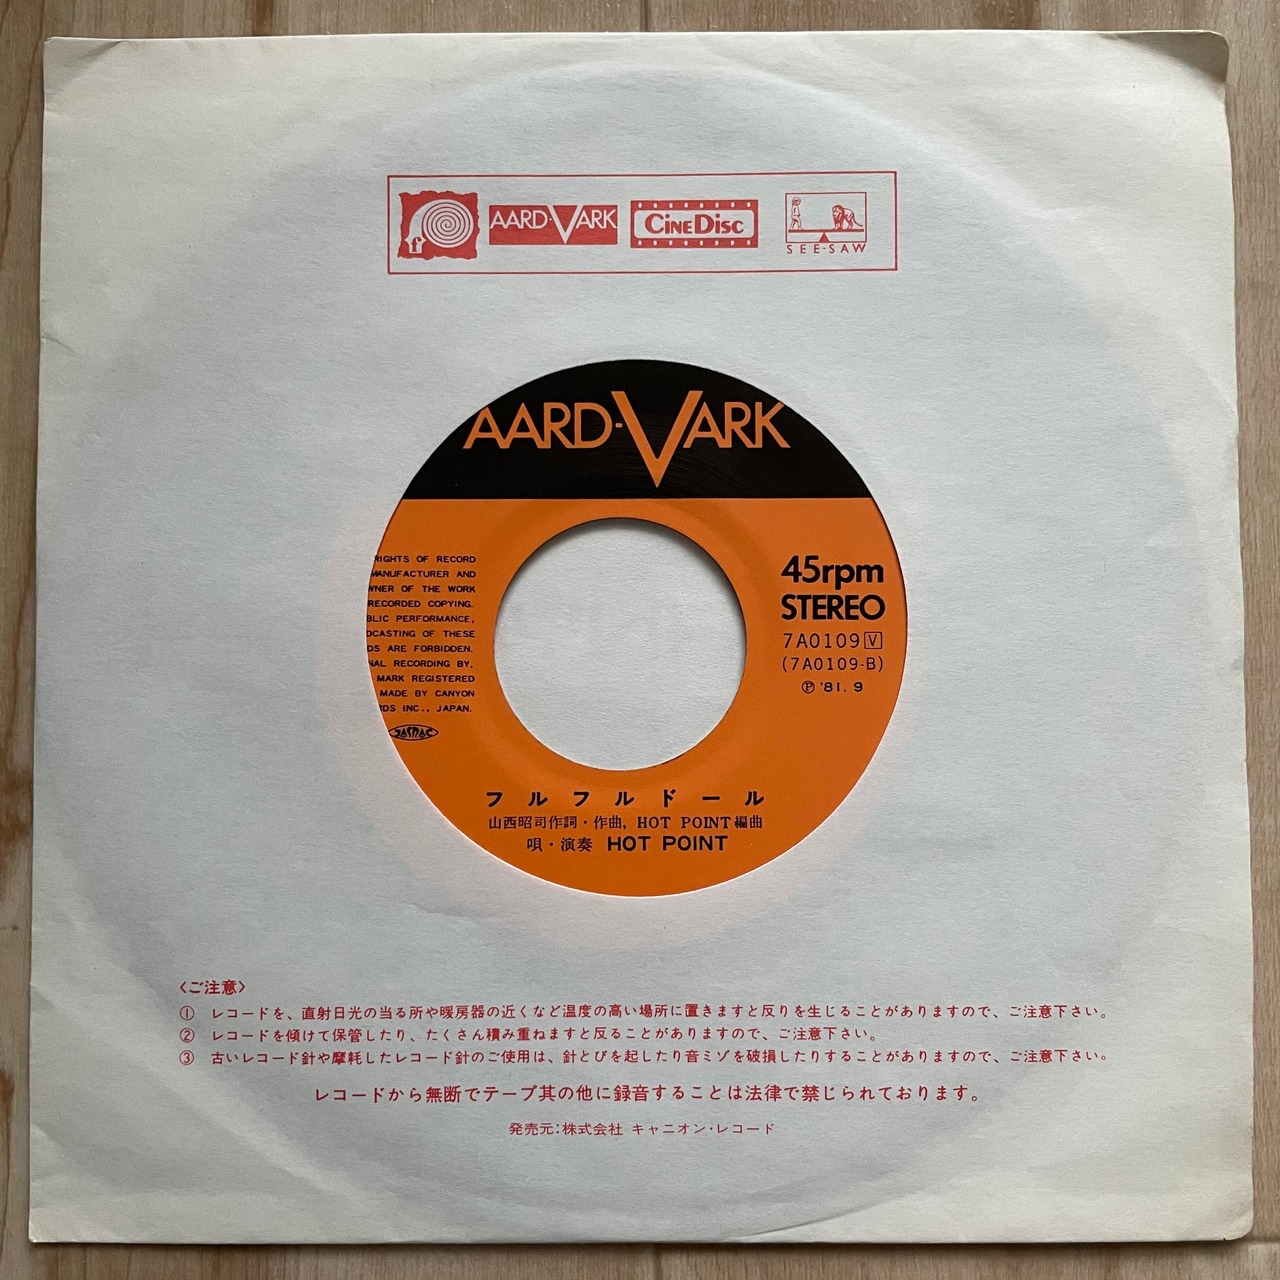 f
AARD-VARK
CINE DISC
SEE-SAW
AARD-VARK
RIGHTS OF RECORD
MANUFACTURER AND
OF THE WORK
RECORDED COPYING.
PERFORMANCE,
OF THESE
ARE FORBIDDEN.
RECORDING BY,
MARK REGISTERED
MADE BY CANYON
INC., JAPAN.
JASRAC
45rpm
STEREO
7A0109 V
(7A0109-B)
Ⓟ '81. 9
フルフルドール
山西昭司作詞・作曲, HOT POINT編曲
唄・演奏 HOT POINT
〈ご注意〉
① レコードを、直射日光の当る所や暖房器の近くなど温度の高い場所に置きますと反りを生じることがありますので、ご注意下さい。
② レコードを傾けて保管したり、たくさん積み重ねますと反ることがありますので、ご注意下さい。
③ 古いレコード針や摩耗したレコード針のご使用は、針とびを起したり音ミゾを破損したりすることがありますので、ご注意下さい。
レコードから無断でテープ其の他に録音することは法律で禁じられております。
発売元:株式会社 キャニオン・レコード